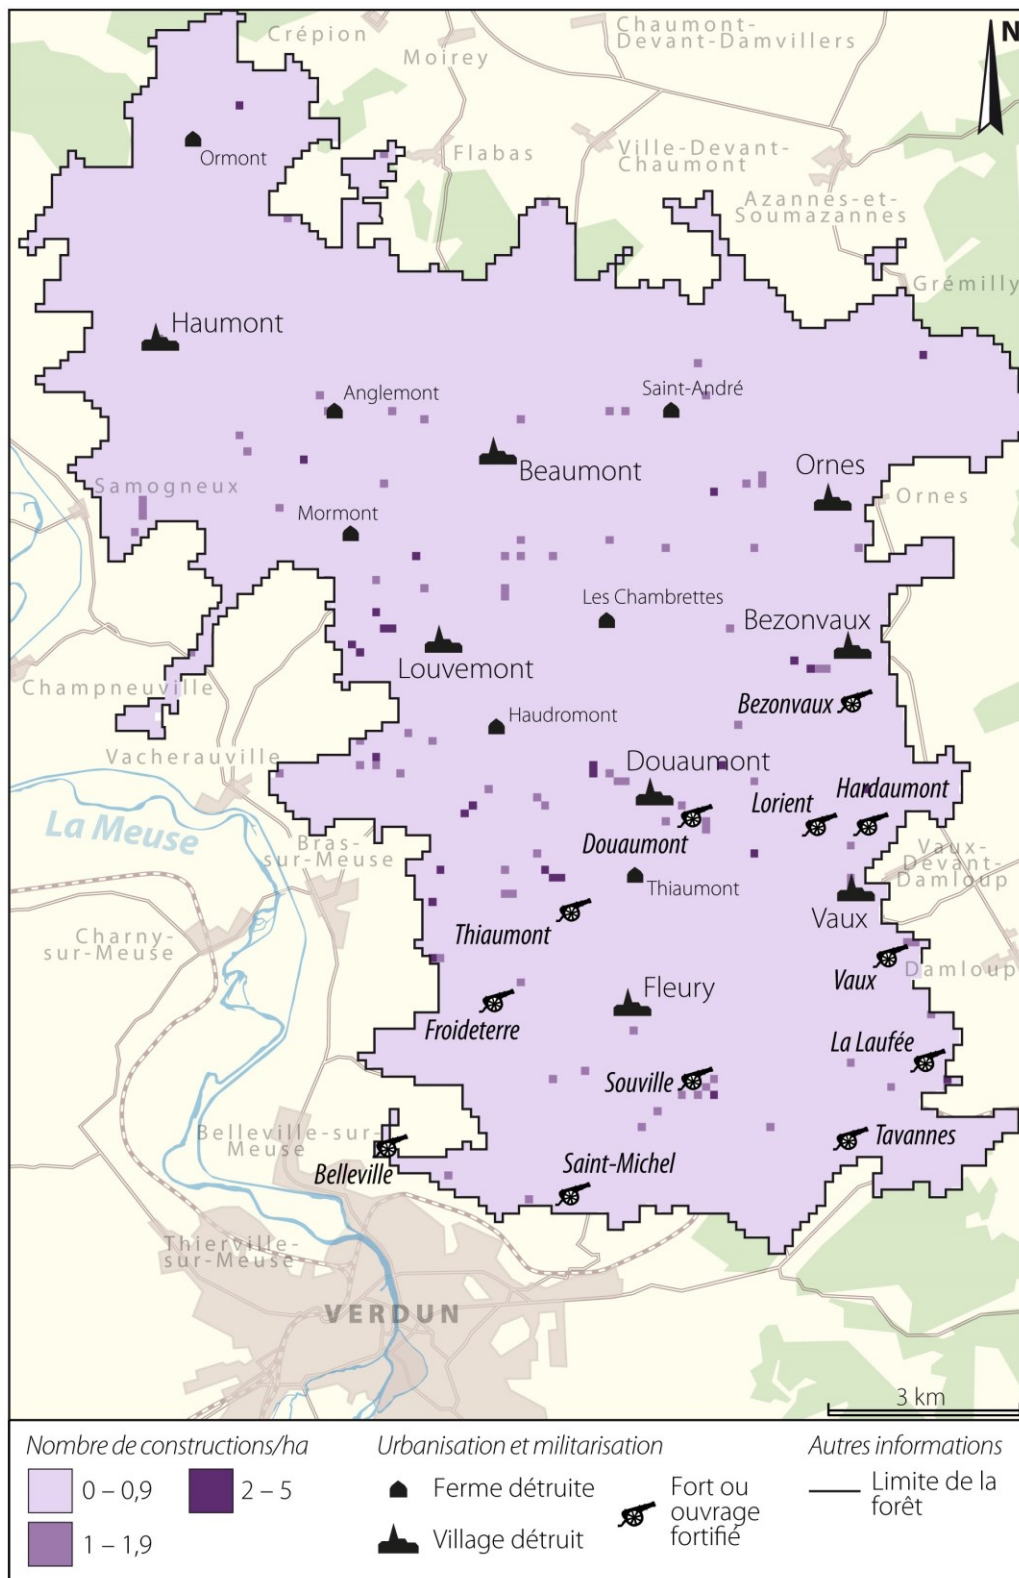 Crépion
Chaumont-
Devant-Damvillers
N
Moirey
Ormont
Flabas
Ville-Devant-
Chaumont
Azannes-et-
Soumazannes
Grémilly
Haumont
Anglemont
Saint-André
Beaumont
Ornes
Samogneux
Ornes
Mormont
Les Chambrettes
Bezonvaux
Louvemont
Champneuville
Bezonvaux
Haudromont
Vacherauville
Douaumont
Hardaumont
Lorient
La Meuse
Bras-
sur-Meuse
Douaumont
Vaux-
Devant-
Damloup
Thiaumont
Vaux
Charny-
sur-Meuse
Thiaumont
Vaux
Damloup
Fleury
Froideterre
La Laufée
Souville
Belleville-sur-
Meuse
Tavannes
Belleville
Saint-Michel
Thierville-
sur-Meuse
VERDUN
3 km
Nombre de constructions/ha
0 – 0,9
2 – 5
1 – 1,9
Urbanisation et militarisation
Ferme détruite
Village détruit
Fort ou
ouvrage
fortifié
Autres informations
Limite de la
forêt